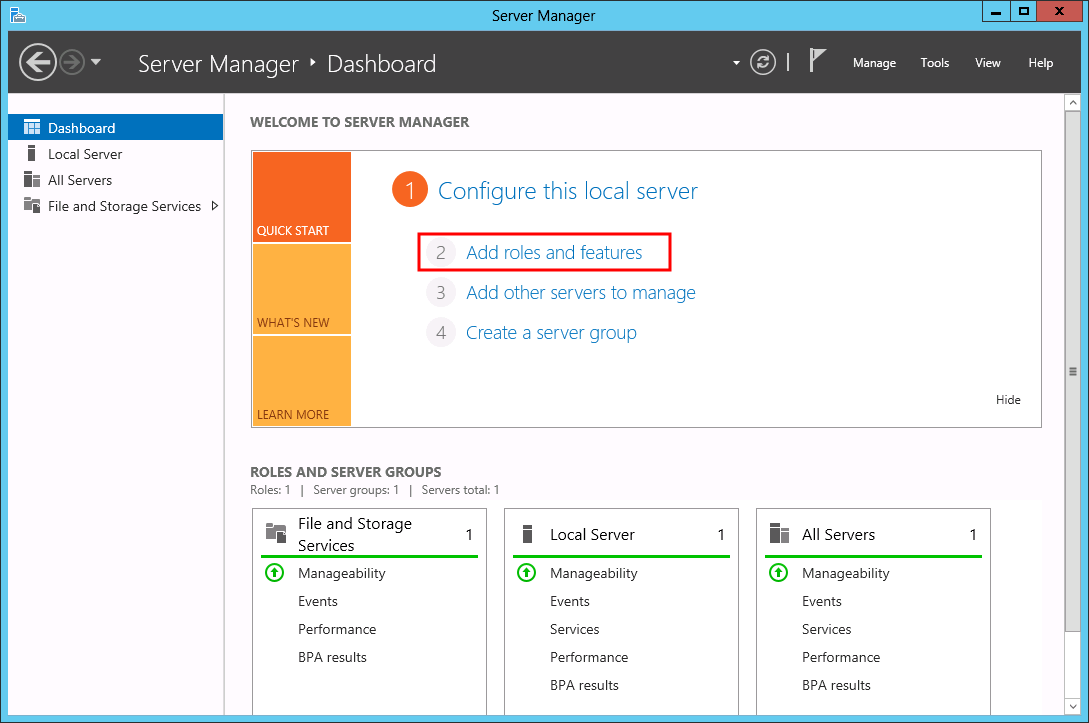 Server Manager
Server Manager ‣ Dashboard
Manage Tools View Help
Dashboard
Local Server
All Servers
File and Storage Services
WELCOME TO SERVER MANAGER
QUICK START
WHAT'S NEW
LEARN MORE
1 Configure this local server
2 Add roles and features
3 Add other servers to manage
4 Create a server group
Hide
ROLES AND SERVER GROUPS
Roles: 1 | Server groups: 1 | Servers total: 1
File and Storage
Services 1
Manageability
Events
Performance
BPA results
Local Server 1
Manageability
Events
Services
Performance
BPA results
All Servers 1
Manageability
Events
Services
Performance
BPA results